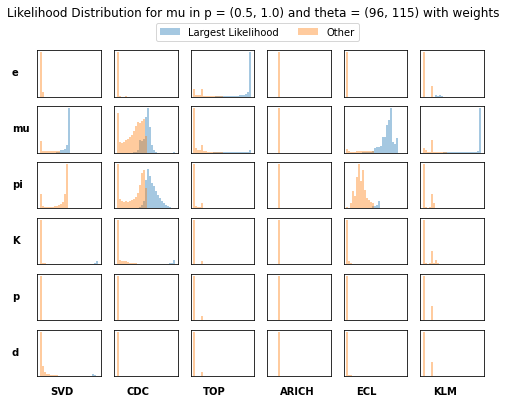 Likelihood Distribution for mu in p = (0.5, 1.0) and theta = (96, 115) with weights
Largest Likelihood Other
e
mu
pi
K
p
d
SVD CDC TOP ARICH ECL KLM